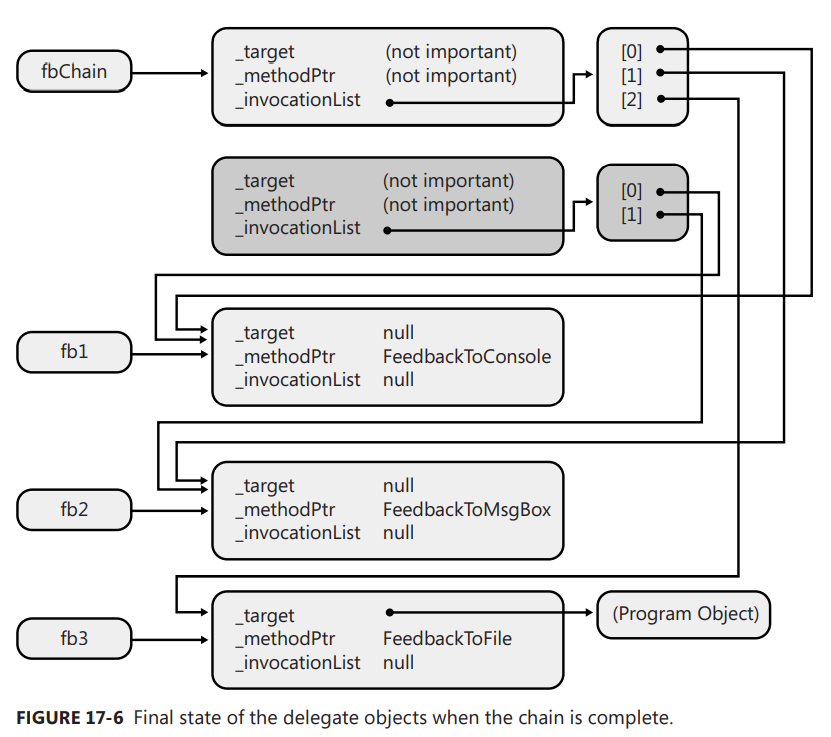 fbChain
_target (not important)
_methodPtr (not important)
_invocationList
[0]
[1]
[2]
_target (not important)
_methodPtr (not important)
_invocationList
[0]
[1]
fb1
_target null
_methodPtr FeedbackToConsole
_invocationList null
fb2
_target null
_methodPtr FeedbackToMsgBox
_invocationList null
fb3
_target
_methodPtr FeedbackToFile
_invocationList null
(Program Object)
FIGURE 17-6 Final state of the delegate objects when the chain is complete.